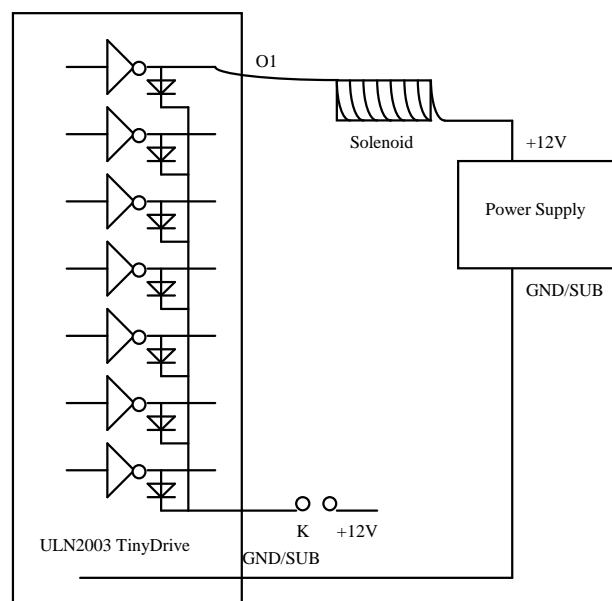 O1
Solenoid
+12V
Power Supply
GND/SUB
K +12V
ULN2003 TinyDrive
GND/SUB